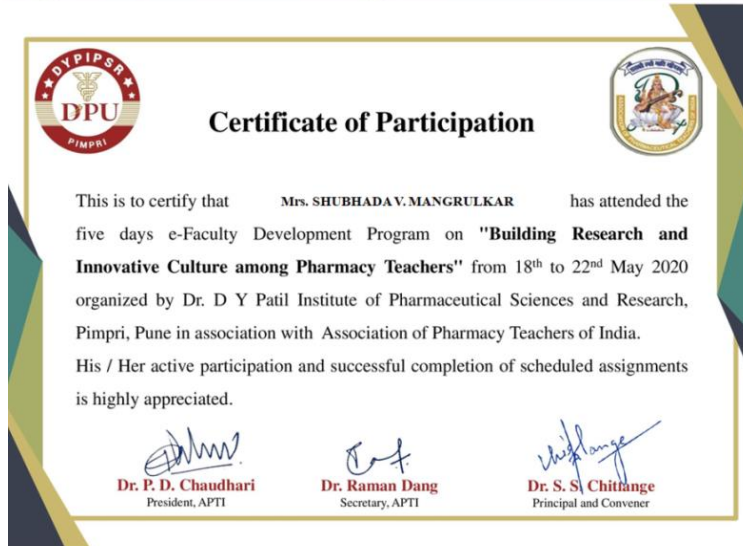 DYPIPSR
DPU
PIMPRI
Certificate of Participation
This is to certify that Mrs. SHUBHADA V. MANGRULKAR has attended the
five days e-Faculty Development Program on "Building Research and
Innovative Culture among Pharmacy Teachers" from 18th to 22nd May 2020
organized by Dr. D Y Patil Institute of Pharmaceutical Sciences and Research,
Pimpri, Pune in association with Association of Pharmacy Teachers of India.
His / Her active participation and successful completion of scheduled assignments
is highly appreciated.
Dr. P. D. Chaudhari Dr. Raman Dang Dr. S. S. Chitlange
President, APTI Secretary, APTI Principal and Convener